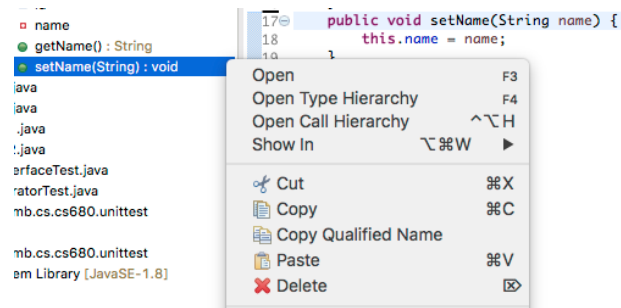 name
getName() : String
setName(String) : void
java
java
.java
.java
erfaceTest.java
ratorTest.java
mb.cs.cs680.unittest
mb.cs.cs680.unittest
em Library [JavaSE-1.8]
17 public void setName(String name) {
18 this.name = name;
19 }
Open F3
Open Type Hierarchy F4
Open Call Hierarchy ^⌥H
Show In ⌥⌘W ▶
Cut ⌘X
Copy ⌘C
Copy Qualified Name
Paste ⌘V
Delete ⌦